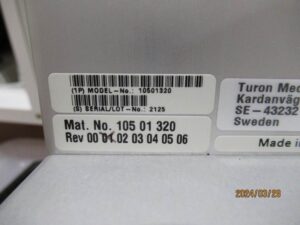 (1P) MODEL-No.: 10501320
(S) SERIAL/LOT-No.: 2125
Mat. No. 105 01 320
Rev 00 01 02 03 04 05 06
Turon Med
Kardanväg
SE-43232
Sweden
Made in
2024/03/28